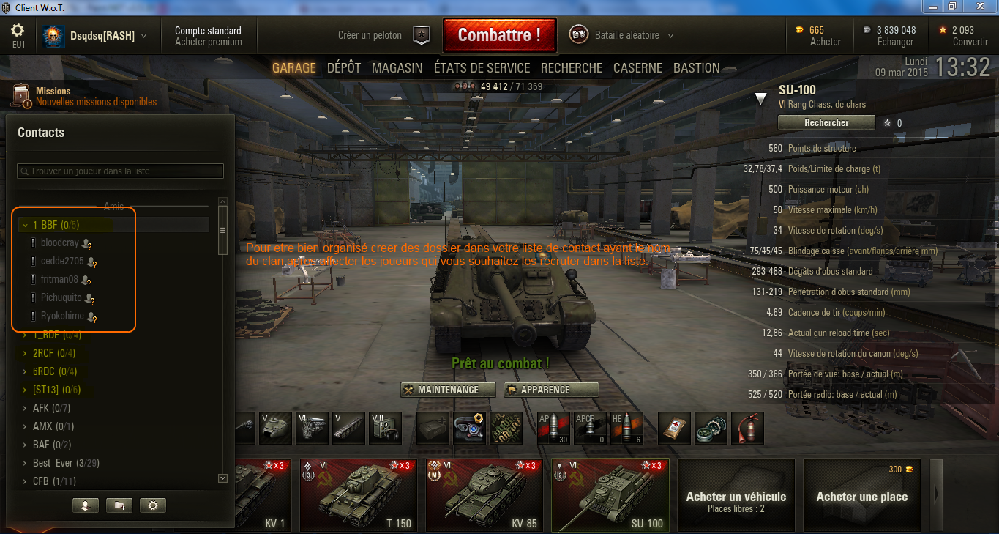 Client W.o.T.
EU1
Dsqdsq[RASH]
Compte standard
Acheter premium
Créer un peloton
Combattre !
Bataille aléatoire
665
Acheter
3 839 048
Échanger
2 093
Convertir
GARAGE DÉPÔT MAGASIN ÉTATS DE SERVICE RECHERCHE CASERNE BASTION
Lundi
09 mar 2015
13:32
49 412 / 71 369
Missions
Nouvelles missions disponibles
Contacts
Trouver un joueur dans la liste
Amis
1-BBF (0/5)
bloodcray
cedde2705
fritman08
Pichuquito
Ryokohime
1_RDF (0/4)
2RCF (0/4)
6RDC (0/4)
[ST13] (0/6)
AFK (0/7)
AMX (0/1)
BAF (0/2)
Best_Ever (3/29)
CFB (1/11)
Pour etre bien organisé creer des dossier dans votre liste de contact ayant le nom
du clan apres affecter les joueurs qui vous souhaitez les recruter dans la liste.
SU-100
VI Rang Chass. de chars
Rechercher
0
580 Points de structure
32,78/37,4 Poids/Limite de charge (t)
500 Puissance moteur (ch)
50 Vitesse maximale (km/h)
34 Vitesse de rotation (deg/s)
75/45/45 Blindage caisse (avant/flancs/arrière mm)
293-488 Dégâts d'obus standard
131-219 Pénétration d'obus standard (mm)
4,69 Cadence de tir (coups/min)
12,86 Actual gun reload time (sec)
44 Vitesse de rotation du canon (deg/s)
350 / 366 Portée de vue: base / actual (m)
525 / 520 Portée radio: base / actual (m)
Prêt au combat !
MAINTENANCE
APPARENCE
V VI V VIII
AP 30
APCR 0
HE 6
x3
KV-1
VI x3
3
T-150
VI x3
M
KV-85
VI x3
2
SU-100
Acheter un véhicule
Places libres : 2
300
Acheter une place